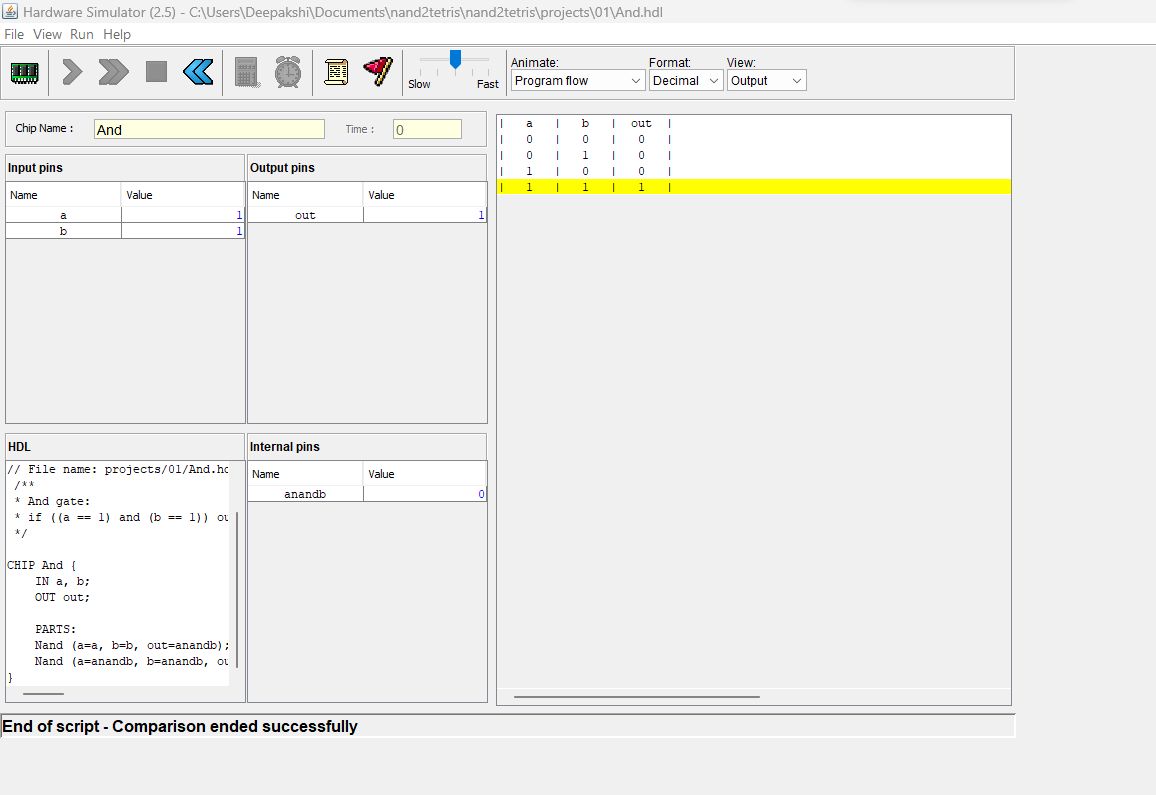 Hardware Simulator (2.5) - C:\Users\Deepakshi\Documents\nand2tetris\nand2tetris\projects\01\And.hdl
File View Run Help
Slow Fast
Animate: Format: View:
Program flow Decimal Output
Chip Name : And Time : 0
Input pins
Name Value
a 1
b 1
Output pins
Name Value
out 1
| a | b | out |
| 0 | 0 | 0 |
| 0 | 1 | 0 |
| 1 | 0 | 0 |
| 1 | 1 | 1 |
HDL
// File name: projects/01/And.hd
/**
* And gate:
* if ((a == 1) and (b == 1)) ou
*/
CHIP And {
IN a, b;
OUT out;
PARTS:
Nand (a=a, b=b, out=anandb);
Nand (a=anandb, b=anandb, ou
}
Internal pins
Name Value
anandb 0
End of script - Comparison ended successfully